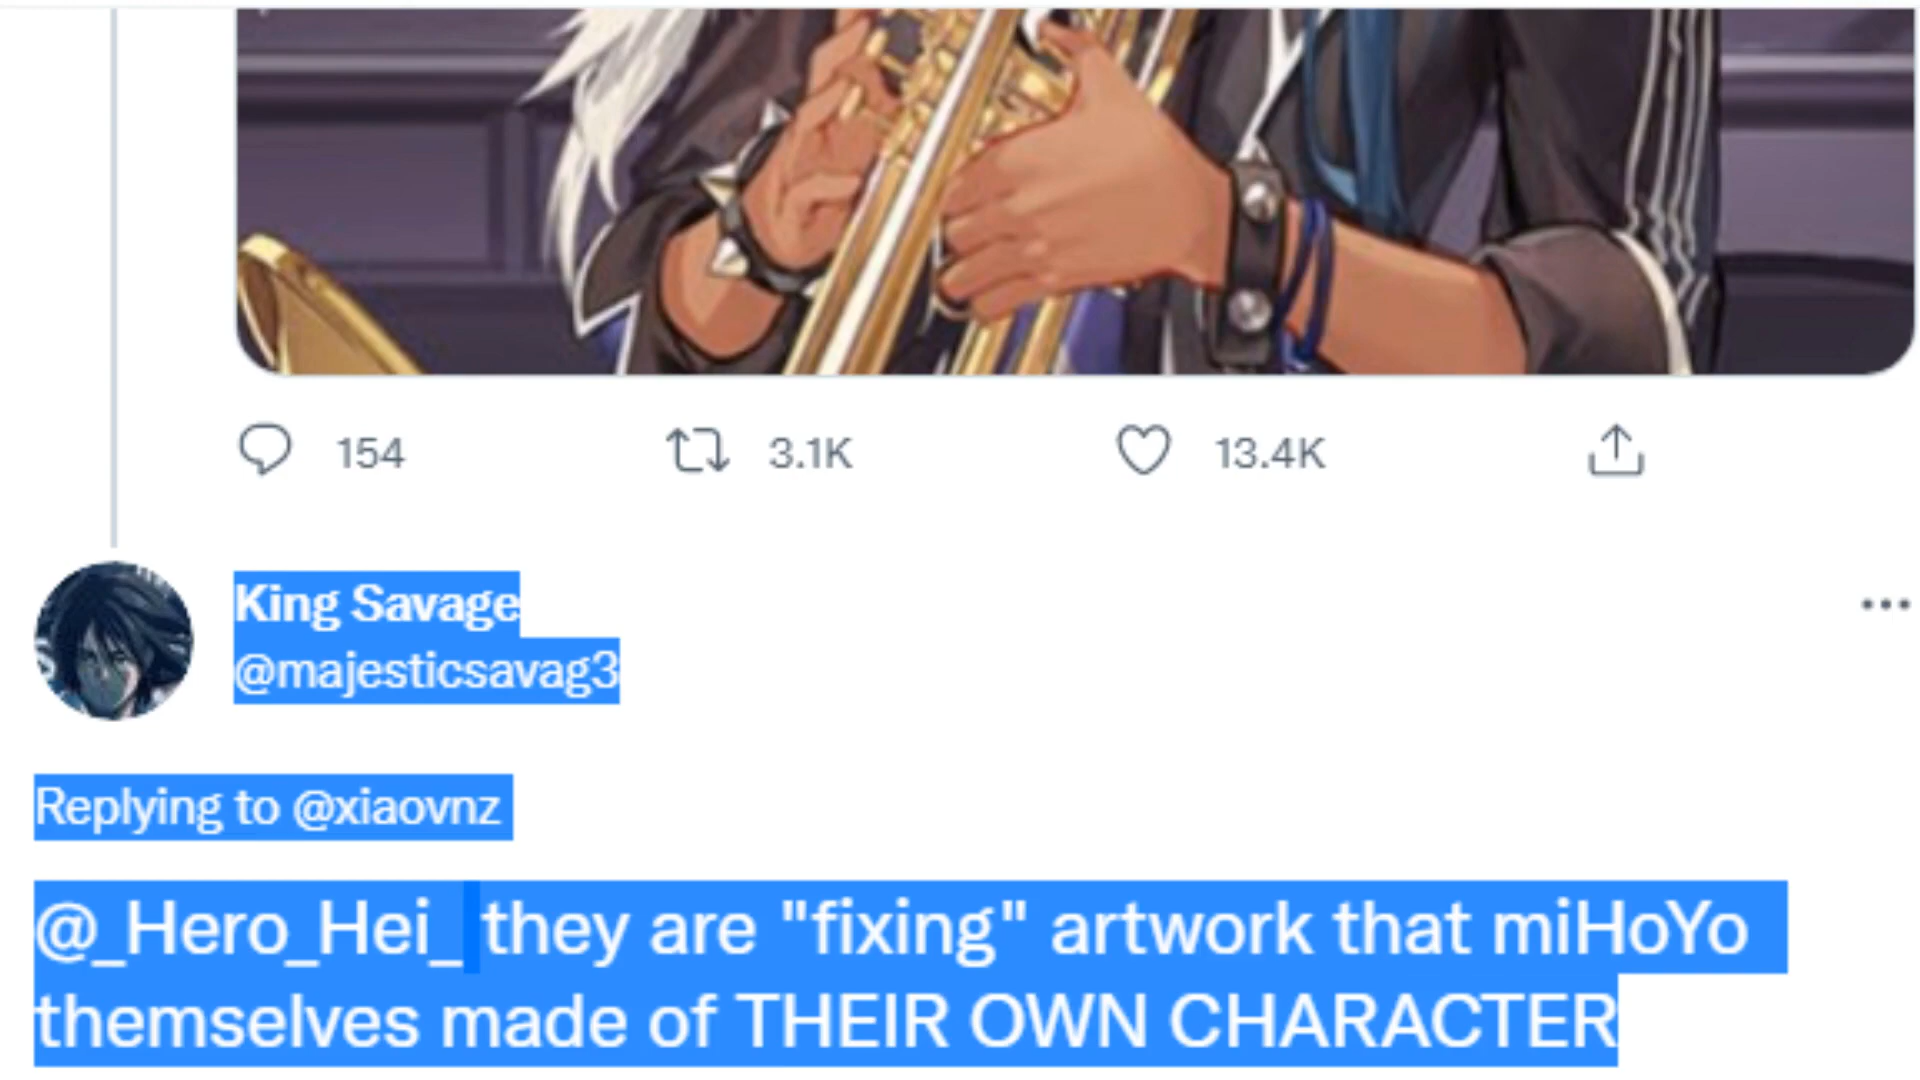 154 3.1K 13.4K
King Savage
@majesticsavag3
Replying to @xiaovnz
@_Hero_Hei_ they are "fixing" artwork that miHoYo
themselves made of THEIR OWN CHARACTER